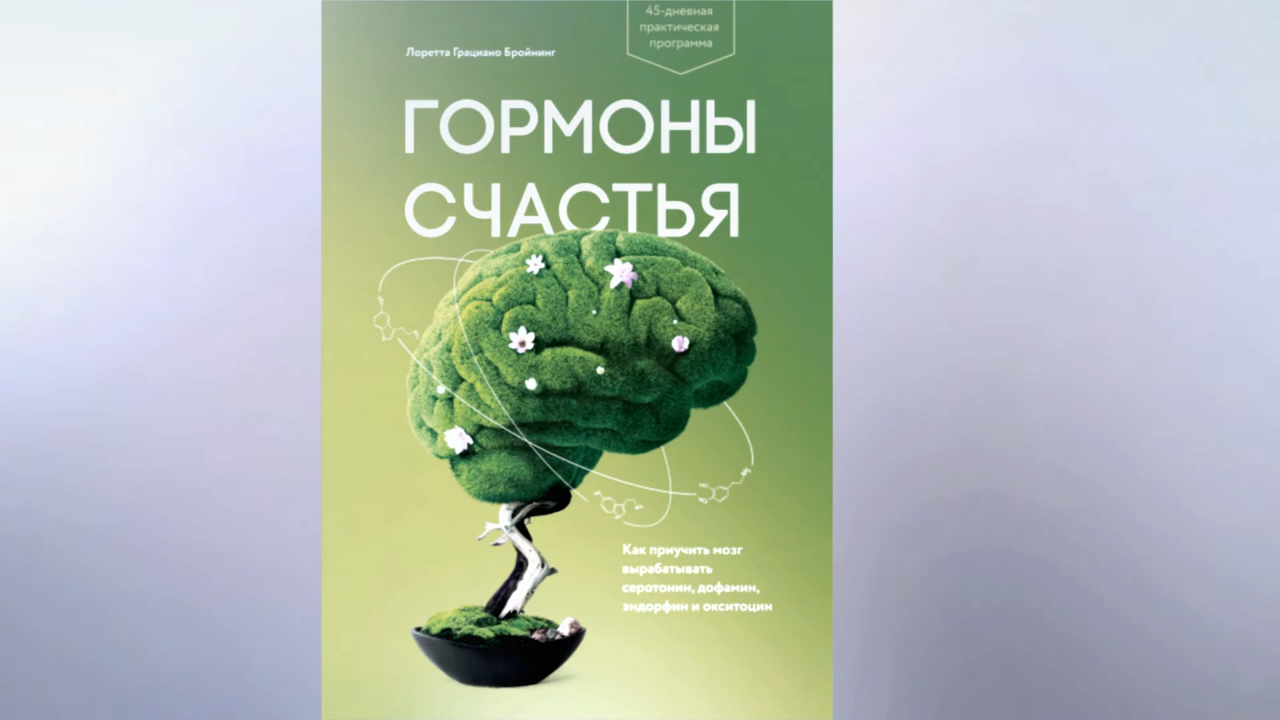 45-дневная
практическая
программа
Лоретта Грациано Бройнинг
ГОРМОНЫ
СЧАСТЬЯ
Как приучить мозг
вырабатывать
серотонин, дофамин,
эндорфин и окситоцин